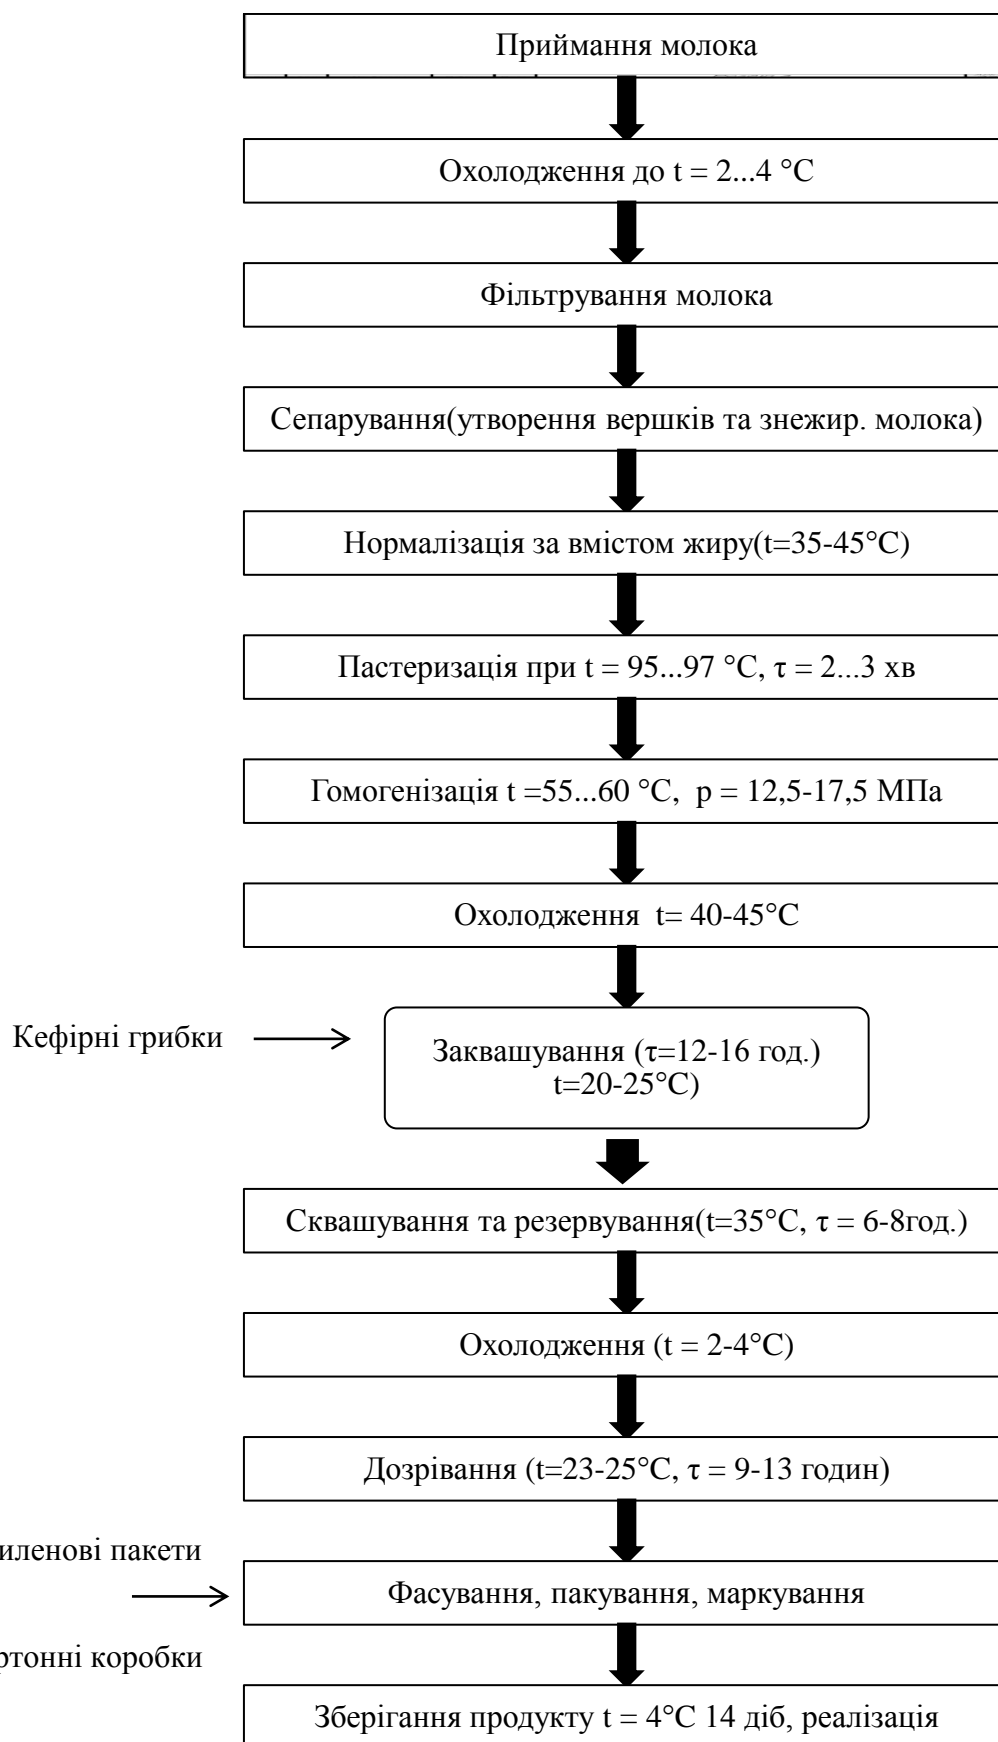 Приймання молока
Охолодження до t = 2...4 °С
Фільтрування молока
Сепарування(утворення вершків та знежир. молока)
Нормалізація за вмістом жиру(t=35-45°С)
Пастеризація при t = 95...97 °С, τ = 2...3 хв
Гомогенізація t =55...60 °С,  р = 12,5-17,5 МПа
Охолодження  t= 40-45°С
Кефірні грибки
Заквашування (τ=12-16 год.)
t=20-25°С)
Сквашування та резервування(t=35°С, τ = 6-8год.)
Охолодження (t = 2-4°С)
Дозрівання (t=23-25°С, τ = 9-13 годин)
иленові пакети
Фасування, пакування, маркування
ртонні коробки
Зберігання продукту t = 4°С 14 діб, реалізація